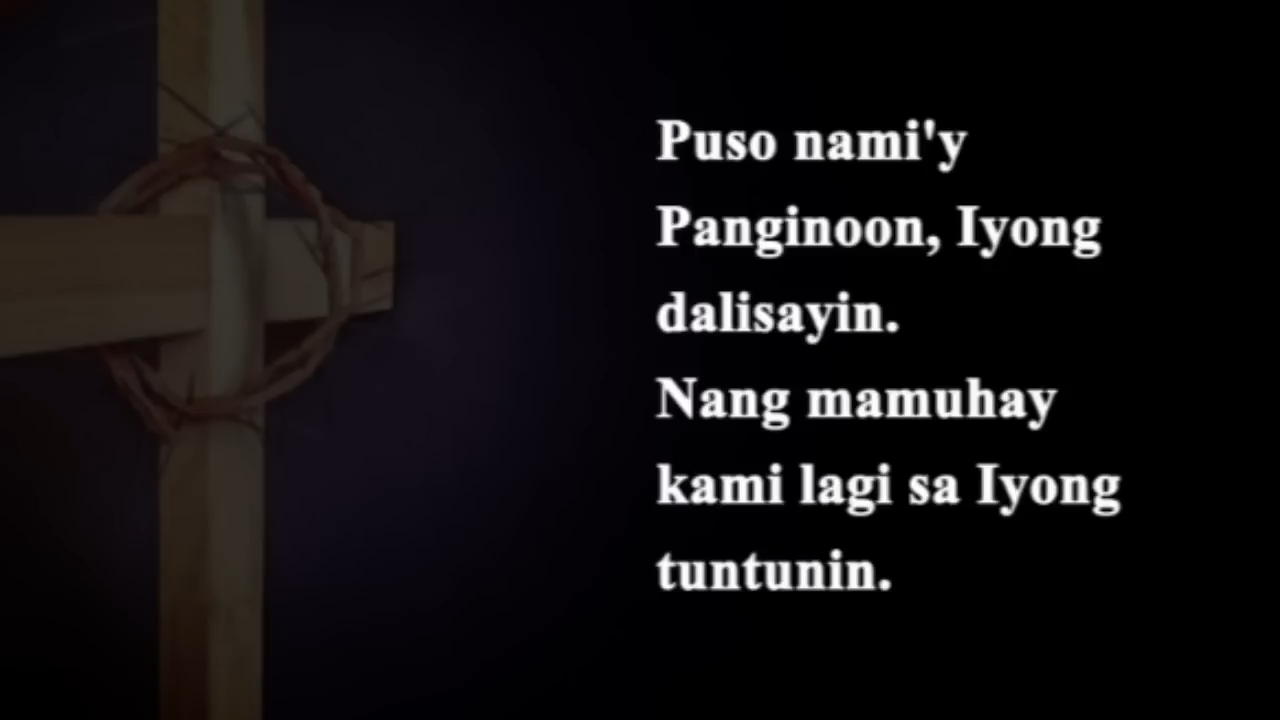 Puso nami'y
Panginoon, Iyong
dalisayin.
Nang mamuhay
kami lagi sa Iyong
tuntunin.